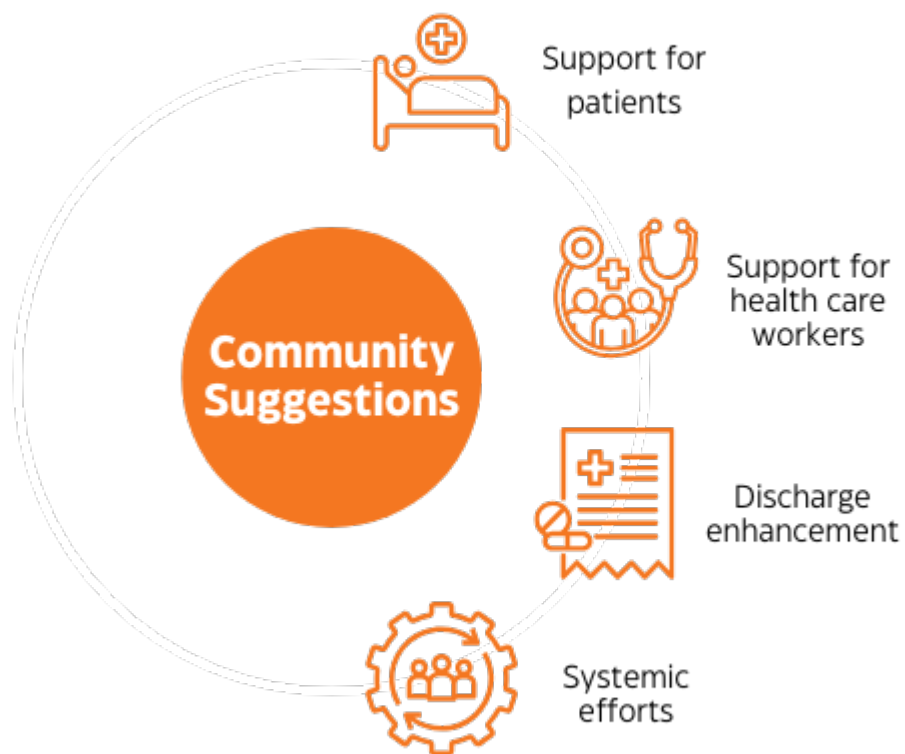 Support for
patients
Support for
health care
workers
Community
Suggestions
Discharge
enhancement
Systemic
efforts